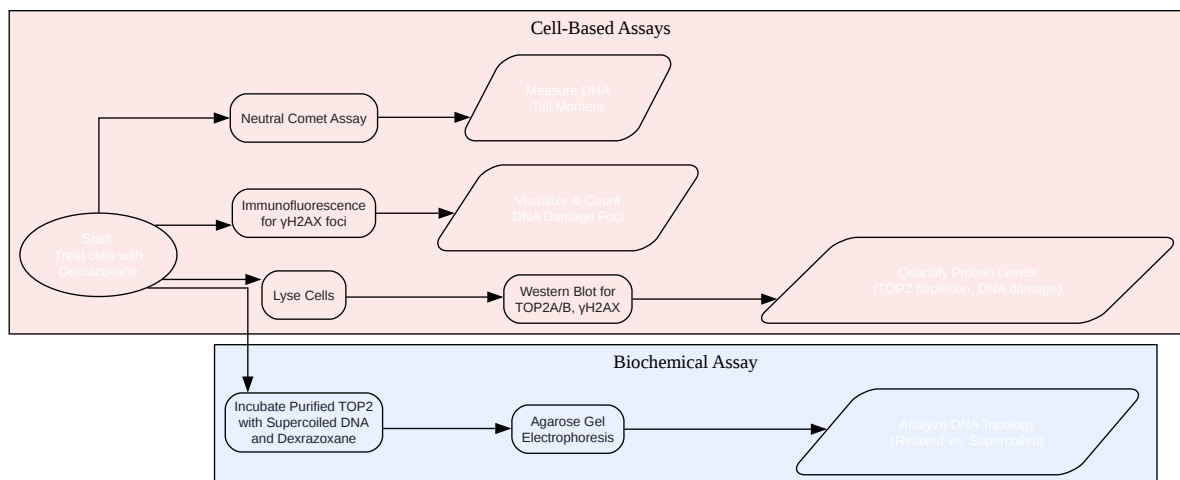 Cell-Based Assays
Measure DNA
Tail Moment
Neutral Comet Assay
Immunofluorescence
for γH2AX foci
Visualize & Count
DNA Damage Foci
Start:
Treat cells with
Dexrazoxane
Lyse Cells
Western Blot for
TOP2A/B, γH2AX
Quantify Protein Levels
(TOP2 depletion, DNA damage)
Biochemical Assay
Incubate Purified TOP2
with Supercoiled DNA
and Dexrazoxane
Agarose Gel
Electrophoresis
Analyze DNA Topology
(Relaxed vs. Supercoiled)